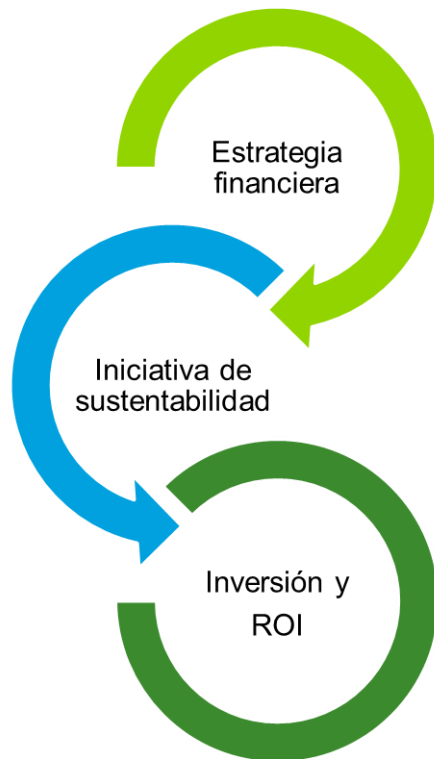 Estrategia
financiera
Iniciativa de
sustentabilidad
Inversión y
ROI